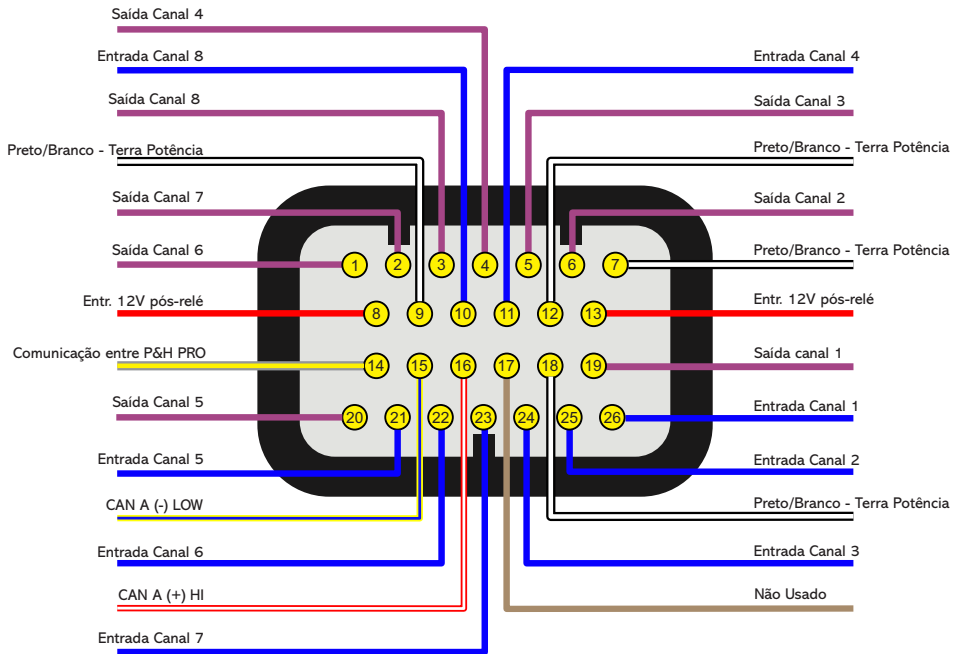 Saída Canal 4
Entrada Canal 8
Entrada Canal 4
Saída Canal 8
Saída Canal 3
Preto/Branco - Terra Potência
Preto/Branco - Terra Potência
Saída Canal 7
Saída Canal 2
Saída Canal 6
Preto/Branco - Terra Potência
1 2 3 4 5 6 7
Entr. 12V pós-relé
Entr. 12V pós-relé
8 9 10 11 12 13
Comunicação entre P&H PRO
Saída canal 1
14 15 16 17 18 19
Saída Canal 5
Entrada Canal 1
20 21 22 23 24 25 26
Entrada Canal 5
Entrada Canal 2
CAN A (-) LOW
Preto/Branco - Terra Potência
Entrada Canal 6
Entrada Canal 3
CAN A (+) HI
Não Usado
Entrada Canal 7